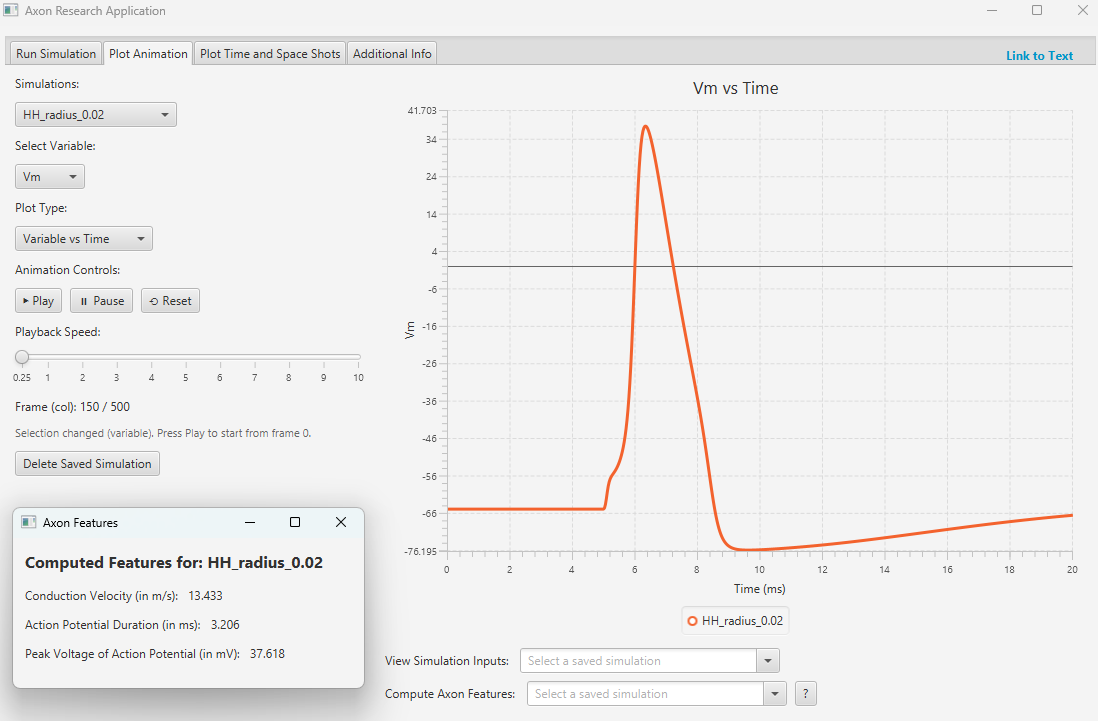 Axon Research Application
Run Simulation
Plot Animation
Plot Time and Space Shots
Additional Info
Link to Text
Simulations:
HH_radius_0.02
Select Variable:
Vm
Plot Type:
Variable vs Time
Animation Controls:
Play
Pause
Reset
Playback Speed:
0.25 1 2 3 4 5 6 7 8 9 10
Frame (col): 150 / 500
Selection changed (variable). Press Play to start from frame 0.
Delete Saved Simulation
Axon Features
Computed Features for: HH_radius_0.02
Conduction Velocity (in m/s): 13.433
Action Potential Duration (in ms): 3.206
Peak Voltage of Action Potential (in mV): 37.618
Vm vs Time
41.703
34
24
14
4
-6
-16
-26
-36
-46
-56
-66
-76.195
Vm
0 2 4 6 8 10 12 14 16 18 20
Time (ms)
HH_radius_0.02
View Simulation Inputs: Select a saved simulation
Compute Axon Features: Select a saved simulation ?